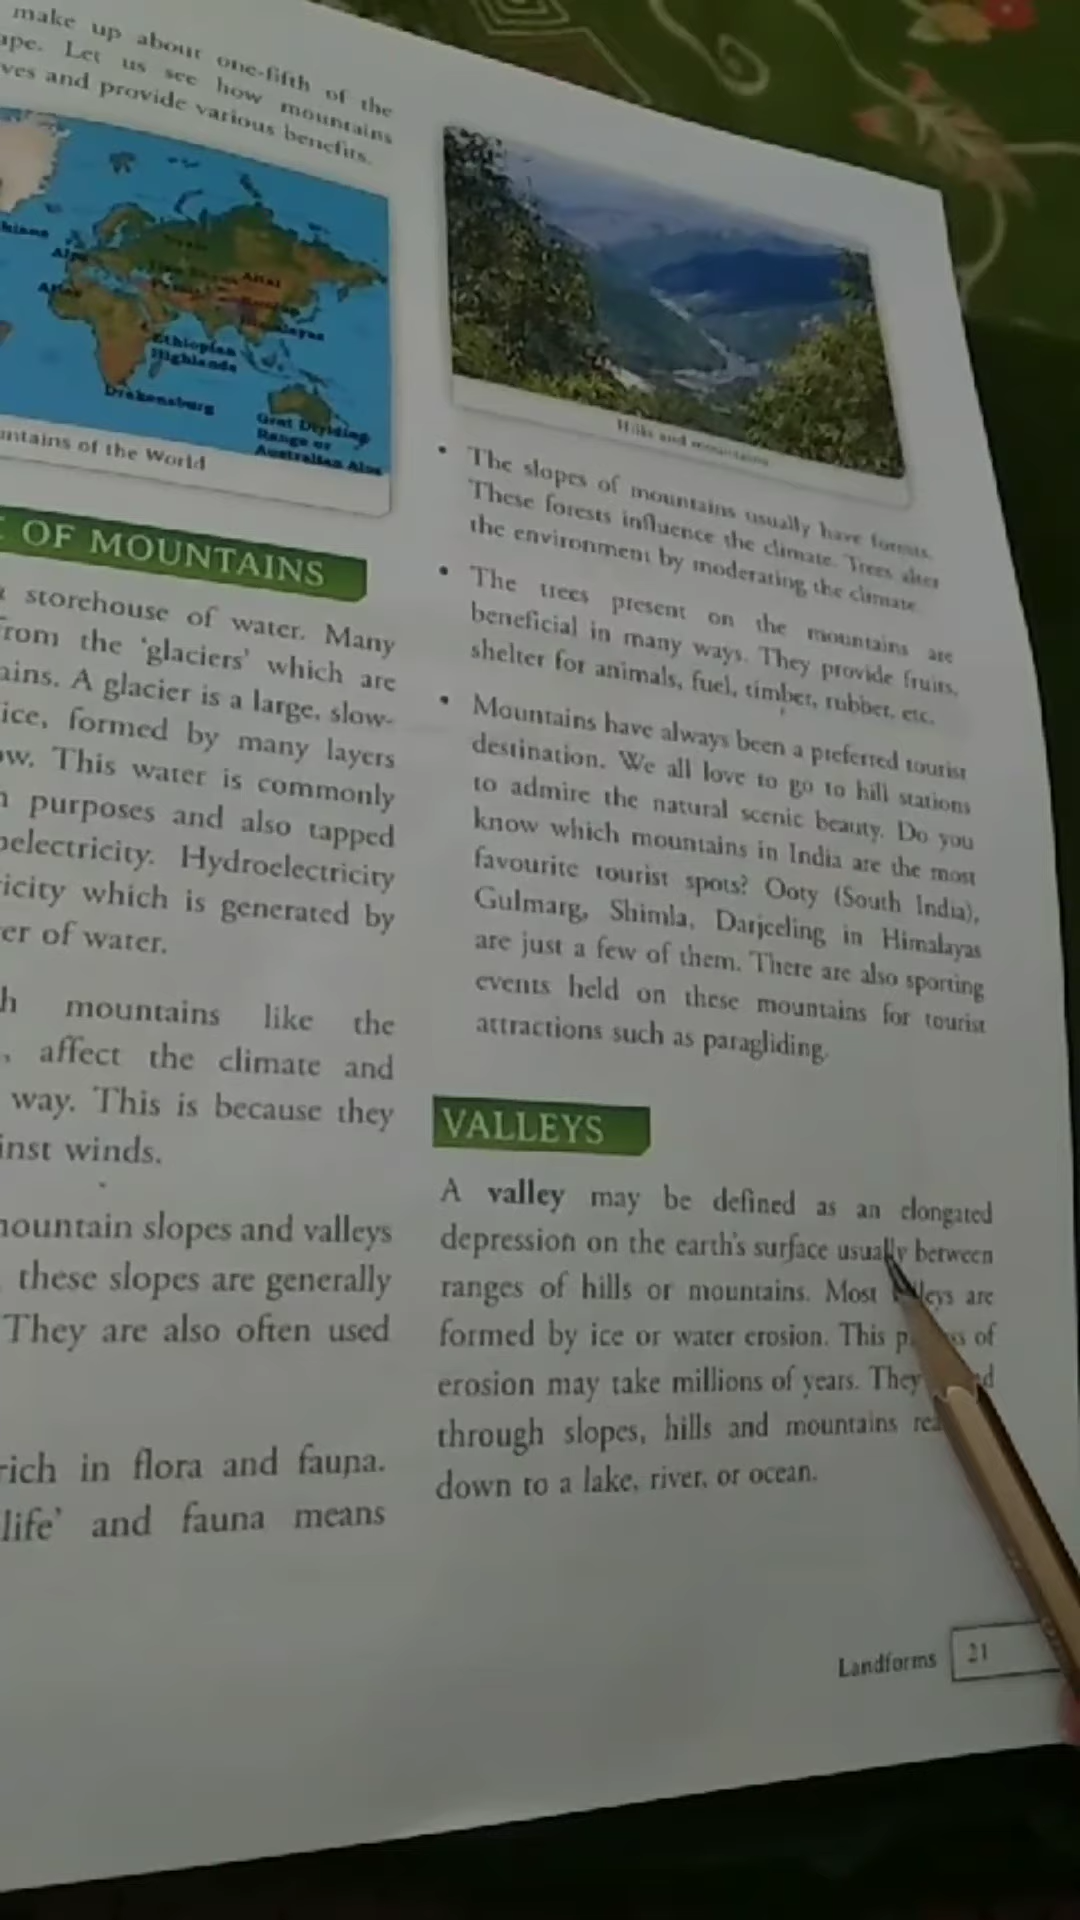 make up about one-fifth of the
ape. Let us see how mountains
ves and provide various benefits.
Altai
Ethiopian
Highlands
Drakensburg
Great Dividing
Range or
Australian Alps
ntains of the World
OF MOUNTAINS
storehouse of water. Many
from the 'glaciers' which are
ains. A glacier is a large, slow-
ice, formed by many layers
ow. This water is commonly
purposes and also tapped
oelectricity. Hydroelectricity
icity which is generated by
er of water.
h mountains like the
, affect the climate and
way. This is because they
inst winds.
mountain slopes and valleys
these slopes are generally
They are also often used
rich in flora and fauna.
life' and fauna means
Hills and mountains
• The slopes of mountains usually have forests.
These forests influence the climate. Trees alter
the environment by moderating the climate
• The trees present on the mountains are
beneficial in many ways. They provide fruits,
shelter for animals, fuel, timber, rubber, etc.
• Mountains have always been a preferred tourist
destination. We all love to go to hill stations
to admire the natural scenic beauty. Do you
know which mountains in India are the most
favourite tourist spots? Ooty (South India),
Gulmarg, Shimla, Darjeeling in Himalayas
are just a few of them. There are also sporting
events held on these mountains for tourist
attractions such as paragliding.
VALLEYS
A valley may be defined as an elongated
depression on the earth's surface usually between
ranges of hills or mountains. Most are
formed by ice or water erosion. This of
erosion may take millions of years. They
through slopes, hills and mountains
down to a lake, river, or ocean.
Landforms 21